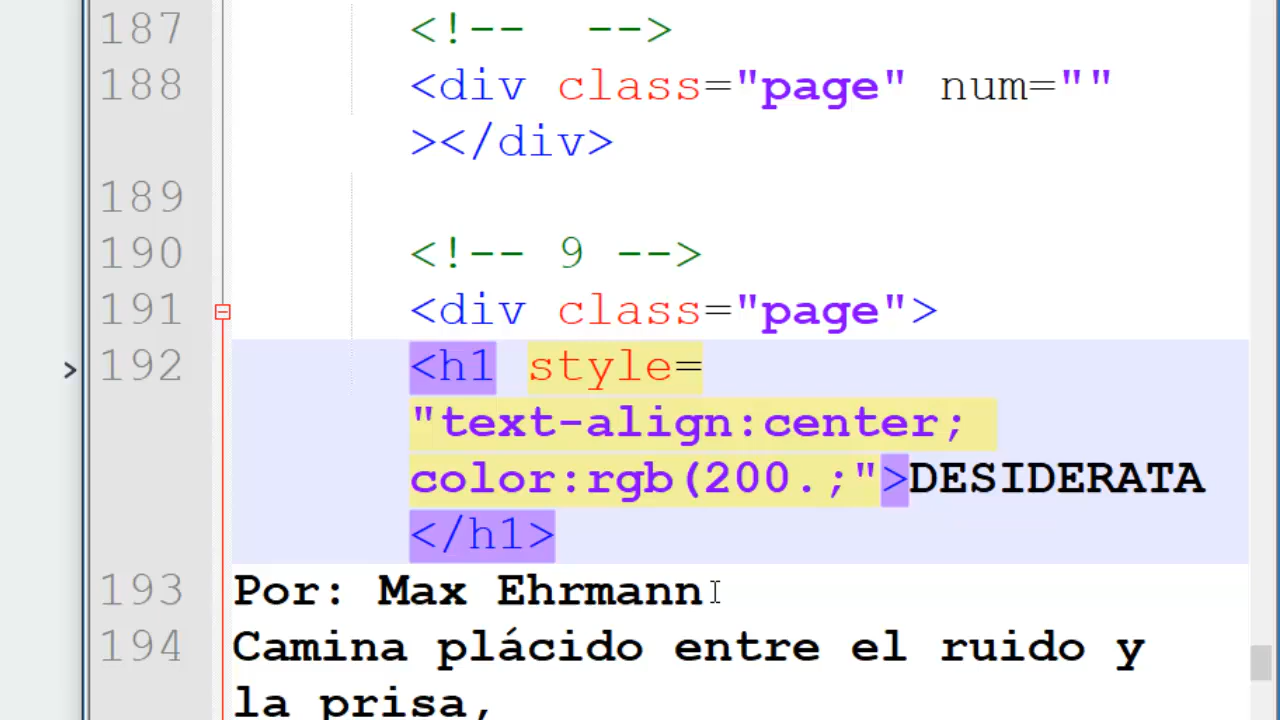 187 <!--  -->
188 <div class="page" num=""
></div>
189
190 <!-- 9 -->
191 <div class="page">
192 <h1 style=
"text-align:center;
color:rgb(200.;">DESIDERATA
</h1>
193 Por: Max Ehrmann
194 Camina plácido entre el ruido y
la prisa,